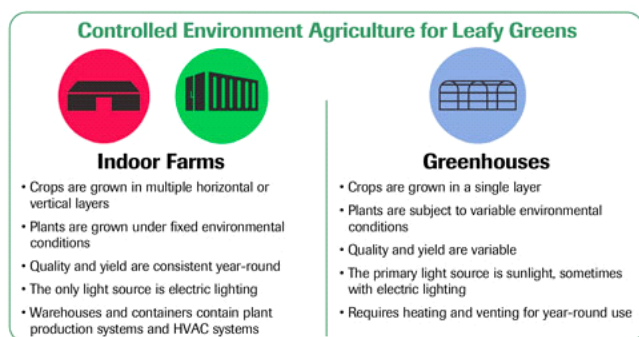 Controlled Environment Agriculture for Leafy Greens
Indoor Farms
• Crops are grown in multiple horizontal or
vertical layers
• Plants are grown under fixed environmental
conditions
• Quality and yield are consistent year-round
• The only light source is electric lighting
• Warehouses and containers contain plant
production systems and HVAC systems
Greenhouses
• Crops are grown in a single layer
• Plants are subject to variable environmental
conditions
• Quality and yield are variable
• The primary light source is sunlight, sometimes
with electric lighting
• Requires heating and venting for year-round use